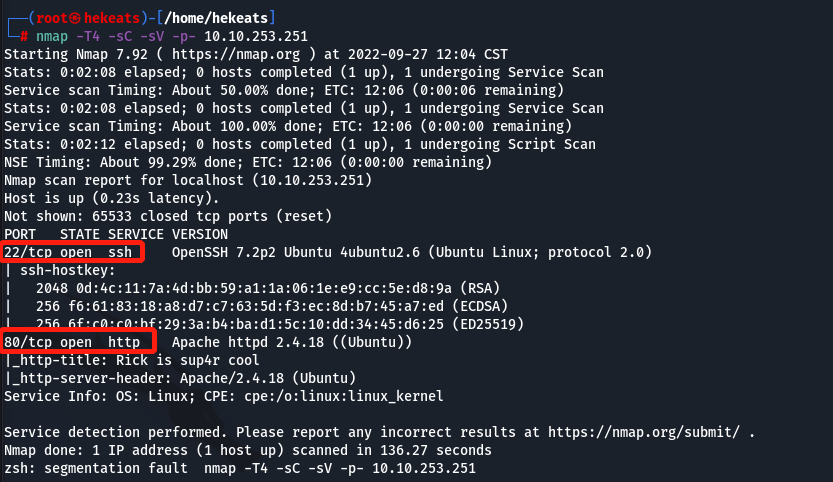 ┌──(root㉿hekeats)-[/home/hekeats]
└─# nmap -T4 -sC -sV -p- 10.10.253.251
Starting Nmap 7.92 ( https://nmap.org ) at 2022-09-27 12:04 CST
Stats: 0:02:08 elapsed; 0 hosts completed (1 up), 1 undergoing Service Scan
Service scan Timing: About 50.00% done; ETC: 12:06 (0:00:06 remaining)
Stats: 0:02:08 elapsed; 0 hosts completed (1 up), 1 undergoing Service Scan
Service scan Timing: About 100.00% done; ETC: 12:06 (0:00:00 remaining)
Stats: 0:02:12 elapsed; 0 hosts completed (1 up), 1 undergoing Script Scan
NSE Timing: About 99.29% done; ETC: 12:06 (0:00:00 remaining)
Nmap scan report for localhost (10.10.253.251)
Host is up (0.23s latency).
Not shown: 65533 closed tcp ports (reset)
PORT   STATE SERVICE VERSION
22/tcp open  ssh     OpenSSH 7.2p2 Ubuntu 4ubuntu2.6 (Ubuntu Linux; protocol 2.0)
| ssh-hostkey:
|   2048 0d:4c:11:7a:4d:bb:59:a1:1a:06:1e:e9:cc:5e:d8:9a (RSA)
|   256 f6:61:83:18:a8:d7:c7:63:5d:f3:ec:8d:b7:45:a7:ed (ECDSA)
|   256 6f:c0:c0:bf:29:3a:b4:ba:d1:5c:10:dd:34:45:d6:25 (ED25519)
80/tcp open  http    Apache httpd 2.4.18 ((Ubuntu))
|_http-title: Rick is sup4r cool
|_http-server-header: Apache/2.4.18 (Ubuntu)
Service Info: OS: Linux; CPE: cpe:/o:linux:linux_kernel
Service detection performed. Please report any incorrect results at https://nmap.org/submit/ .
Nmap done: 1 IP address (1 host up) scanned in 136.27 seconds
zsh: segmentation fault  nmap -T4 -sC -sV -p- 10.10.253.251